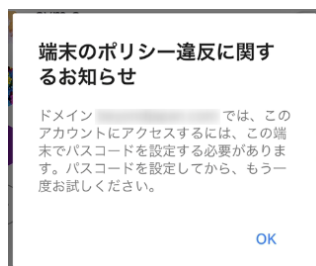 端末のポリシー違反に関す
るお知らせ
ドメイン では、この
アカウントにアクセスするには、この端
末でパスコードを設定する必要がありま
す。パスコードを設定してから、もう一
度お試しください。
OK